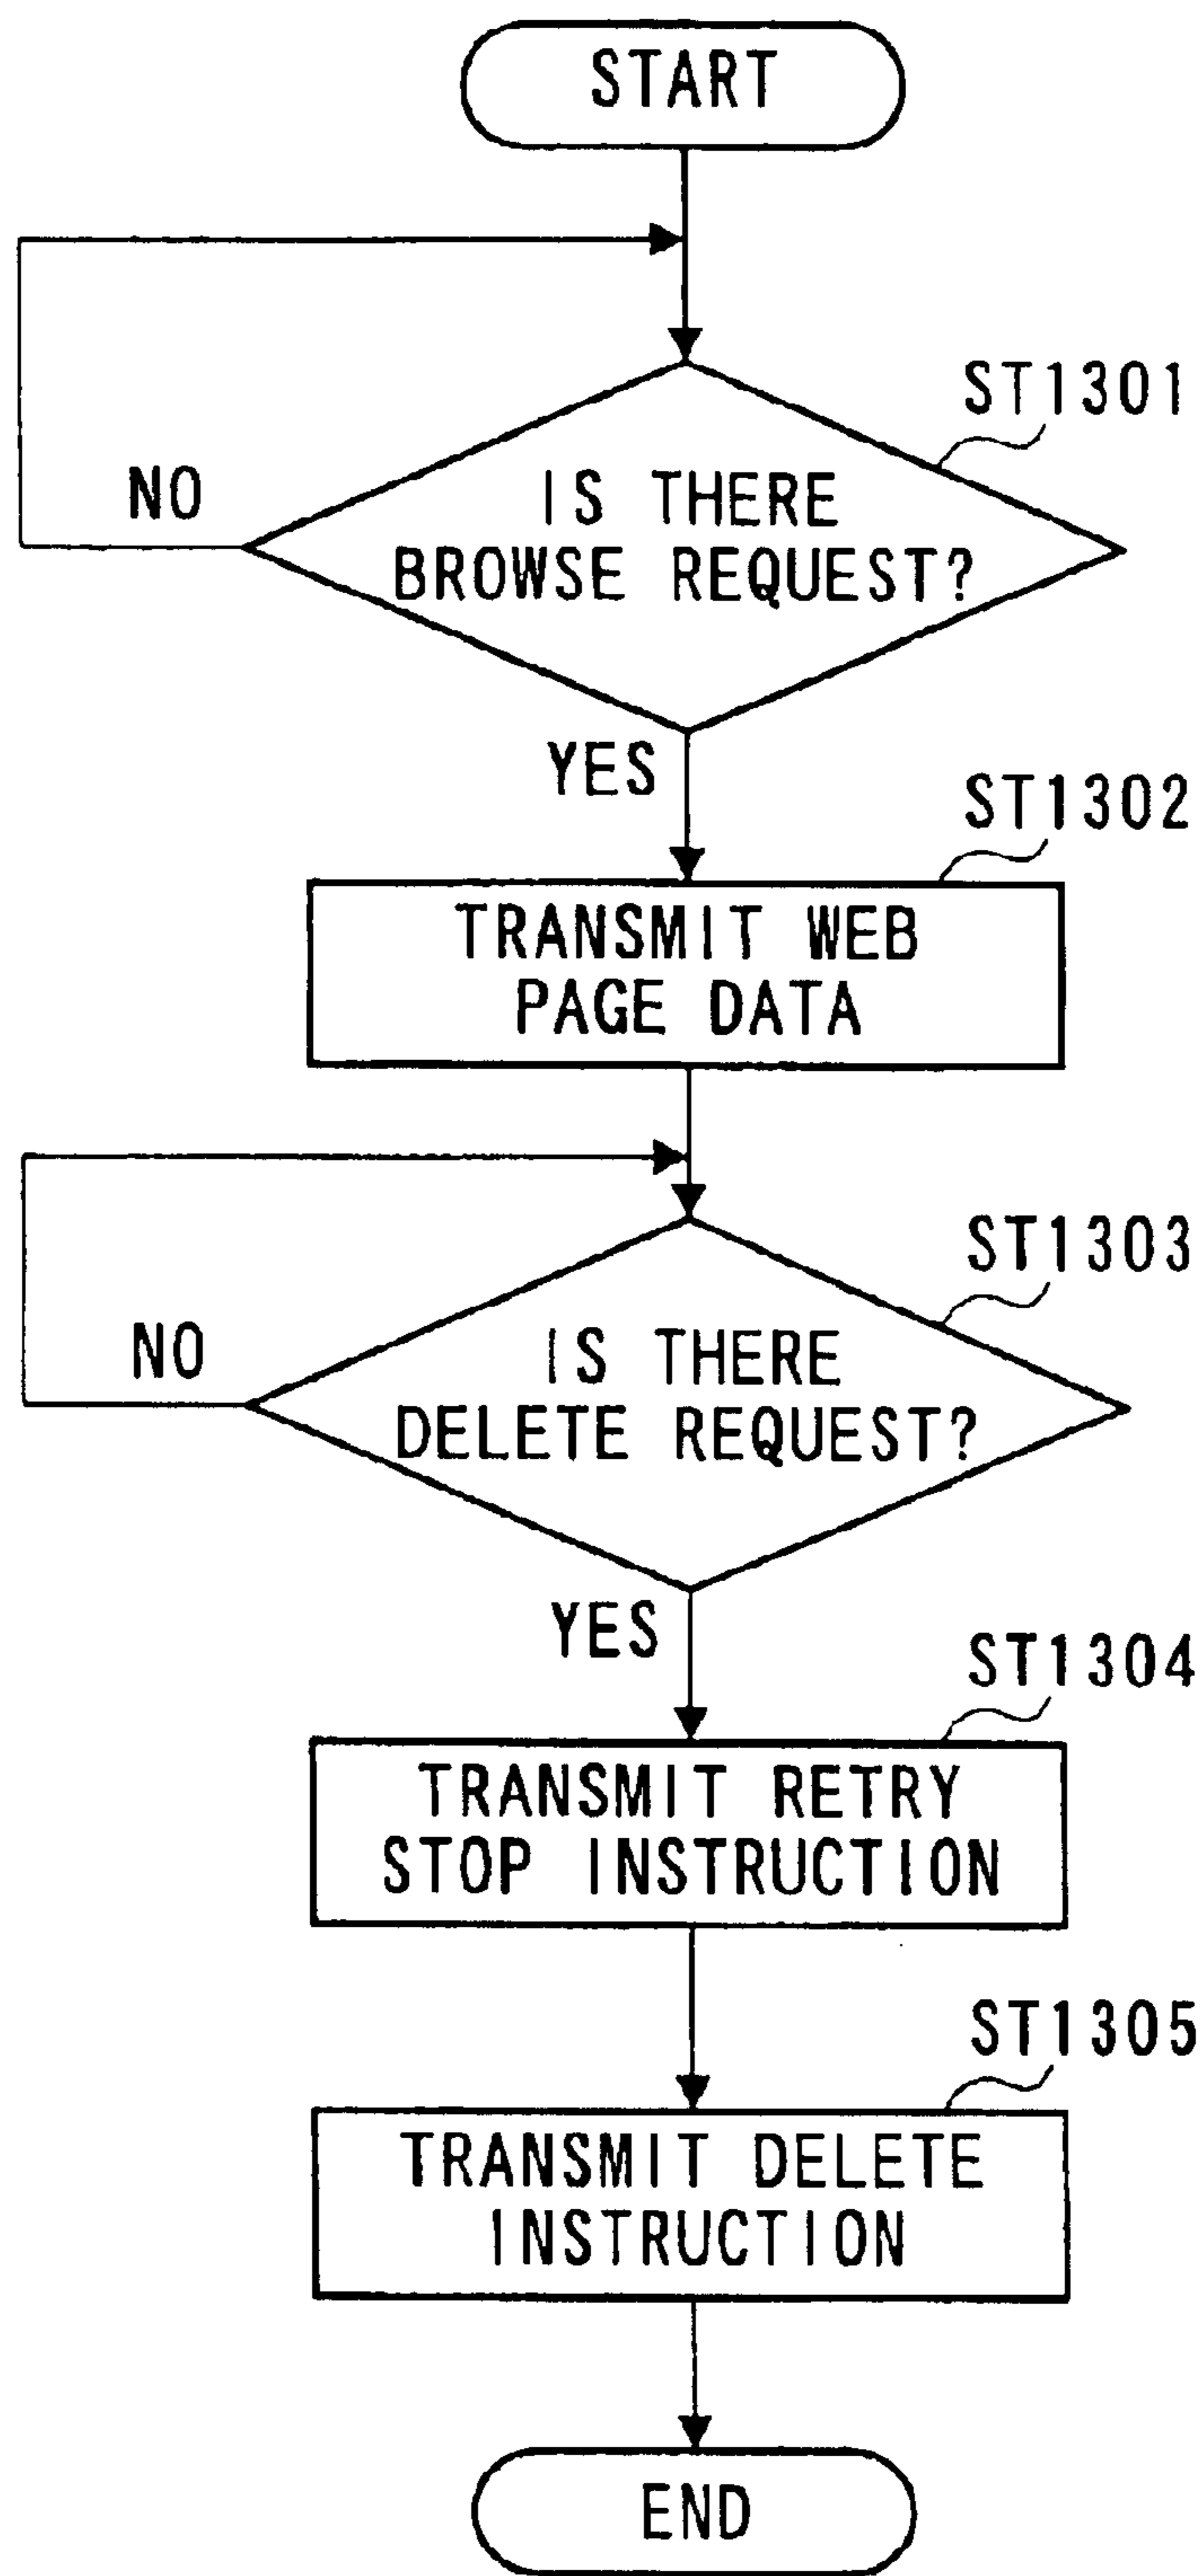 START
ST1301
IS THERE
BROWSE REQUEST?
NO
YES
ST1302
TRANSMIT WEB
PAGE DATA
ST1303
IS THERE
DELETE REQUEST?
NO
YES
ST1304
TRANSMIT RETRY
STOP INSTRUCTION
ST1305
TRANSMIT DELETE
INSTRUCTION
END